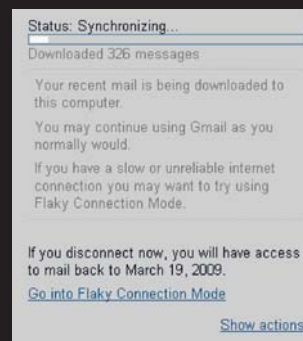 Status: Synchronizing...
Downloaded 326 messages
Your recent mail is being downloaded to
this computer.
You may continue using Gmail as you
normally would.
If you have a slow or unreliable internet
connection you may want to try using
Flaky Connection Mode.
If you disconnect now, you will have access
to mail back to March 19, 2009.
Go into Flaky Connection Mode
Show actions